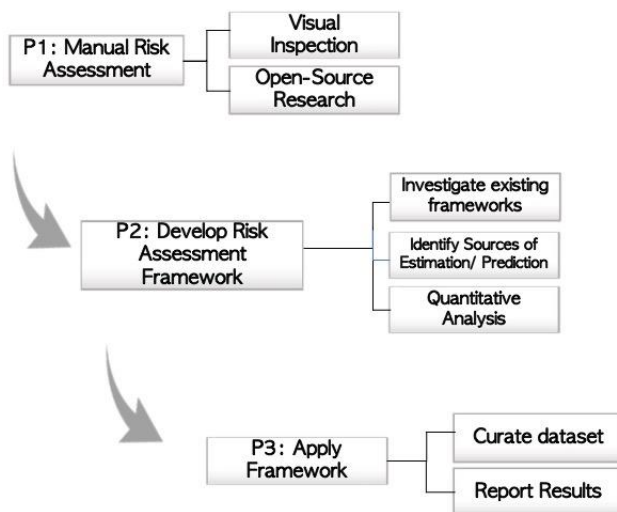 P1: Manual Risk
Assessment
Visual
Inspection
Open-Source
Research
P2: Develop Risk
Assessment
Framework
Investigate existing
frameworks
Identify Sources of
Estimation/ Prediction
Quantitative
Analysis
P3: Apply
Framework
Curate dataset
Report Results